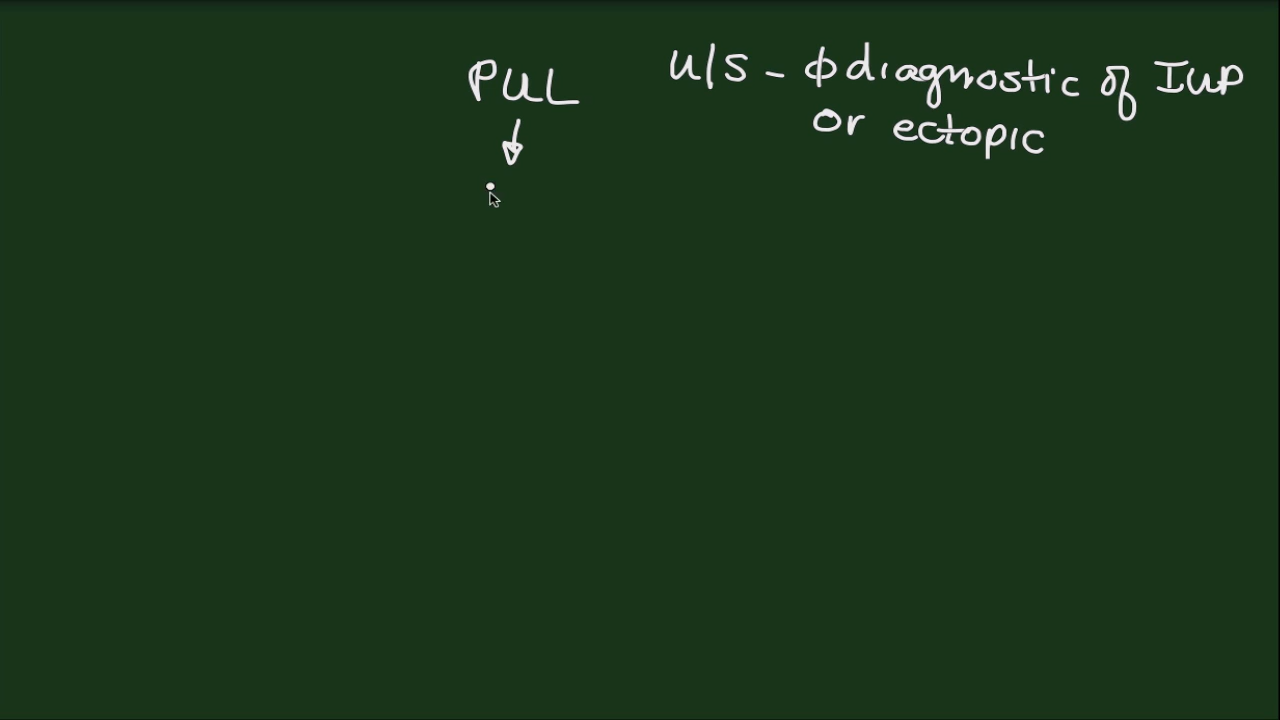 PUL
u/s - φ diagnostic of IUP
or ectopic